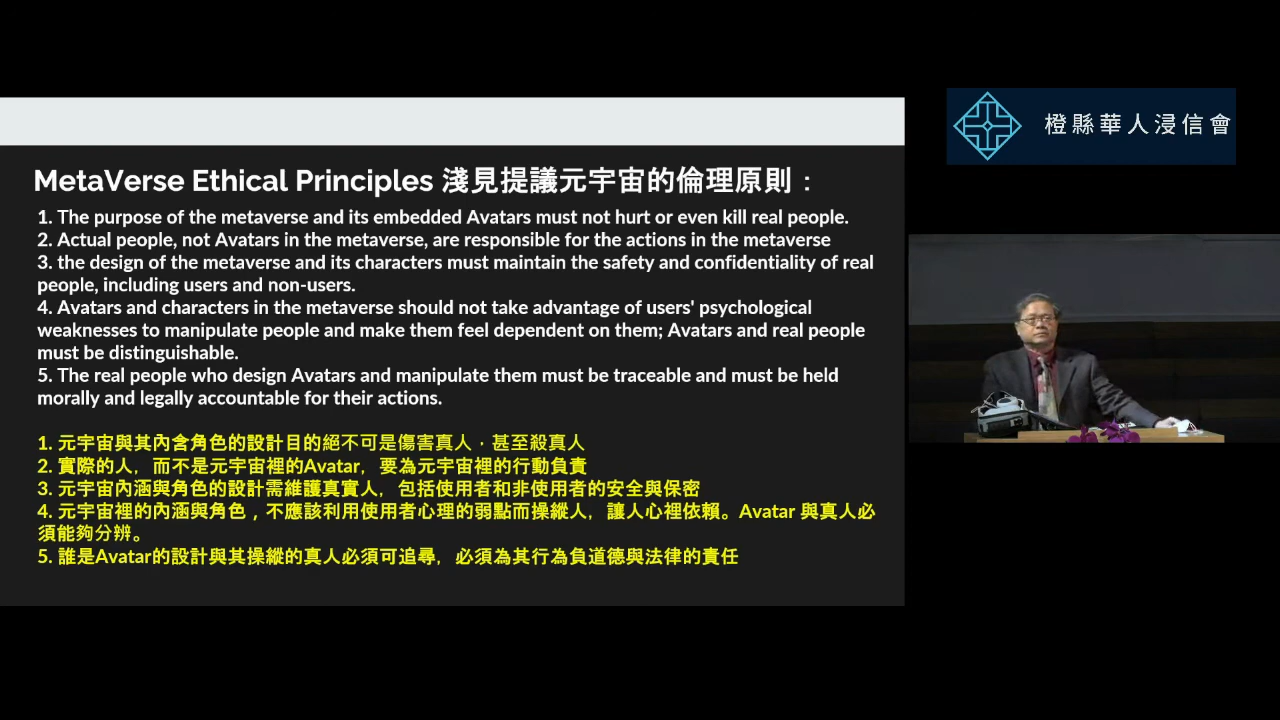 MetaVerse Ethical Principles 淺見提議元宇宙的倫理原則：
1. The purpose of the metaverse and its embedded Avatars must not hurt or even kill real people.
2. Actual people, not Avatars in the metaverse, are responsible for the actions in the metaverse
3. the design of the metaverse and its characters must maintain the safety and confidentiality of real
people, including users and non-users.
4. Avatars and characters in the metaverse should not take advantage of users' psychological
weaknesses to manipulate people and make them feel dependent on them; Avatars and real people
must be distinguishable.
5. The real people who design Avatars and manipulate them must be traceable and must be held
morally and legally accountable for their actions.
1. 元宇宙與其內含角色的設計目的絕不可是傷害真人，甚至殺真人
2. 實際的人，而不是元宇宙裡的Avatar，要為元宇宙裡的行動負責
3. 元宇宙內涵與角色的設計需維護真實人，包括使用者和非使用者的安全與保密
4. 元宇宙裡的內涵與角色，不應該利用使用者心理的弱點而操縱人，讓人心裡依賴。Avatar 與真人必
須能夠分辨。
5. 誰是Avatar的設計與其操縱的真人必須可追尋，必須為其行為負道德與法律的責任
橙縣華人浸信會